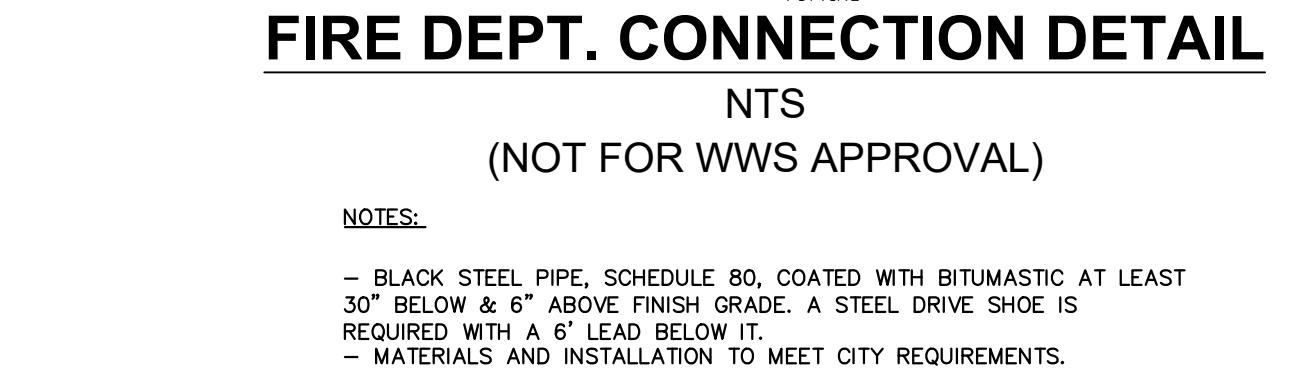 FIRE DEPT. CONNECTION DETAIL
NTS
(NOT FOR WWS APPROVAL)
NOTES:
– BLACK STEEL PIPE, SCHEDULE 80, COATED WITH BITUMASTIC AT LEAST
30” BELOW & 6” ABOVE FINISH GRADE. A STEEL DRIVE SHOE IS
REQUIRED WITH A 6’ LEAD BELOW IT.
– MATERIALS AND INSTALLATION TO MEET CITY REQUIREMENTS.